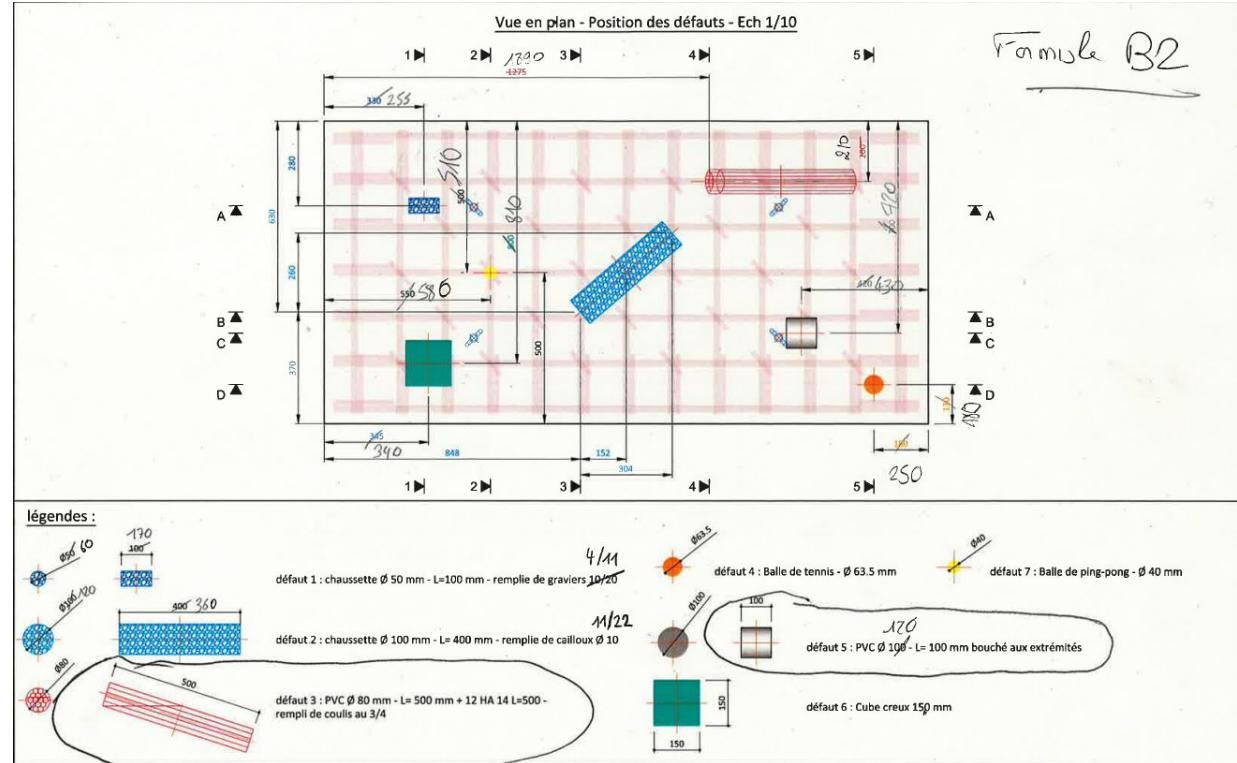 Vue en plan - Position des défauts - Ech 1/10
Formule B2
1 2 3 4 5
1290
1275
330 255
280
630
260
370
510
500
810
210
200
420
A A
B B
C C
D D
550 586
430
500
130
180
150
250
345
340
848
152
304
1 2 3 4 5
légendes :
Ø50 60
170
100
4/11
défaut 1 : chaussette Ø 50 mm - L=100 mm - remplie de graviers 10/20
Ø100 120
400 360
11/22
défaut 2 : chaussette Ø 100 mm - L= 400 mm - remplie de cailloux Ø 10
Ø80
500
défaut 3 : PVC Ø 80 mm - L= 500 mm + 12 HA 14 L=500 -
rempli de coulis au 3/4
Ø63.5
défaut 4 : Balle de tennis - Ø 63.5 mm
Ø40
défaut 7 : Balle de ping-pong - Ø 40 mm
Ø100
100
120
défaut 5 : PVC Ø 100 - L= 100 mm bouché aux extrémités
150
150
défaut 6 : Cube creux 150 mm